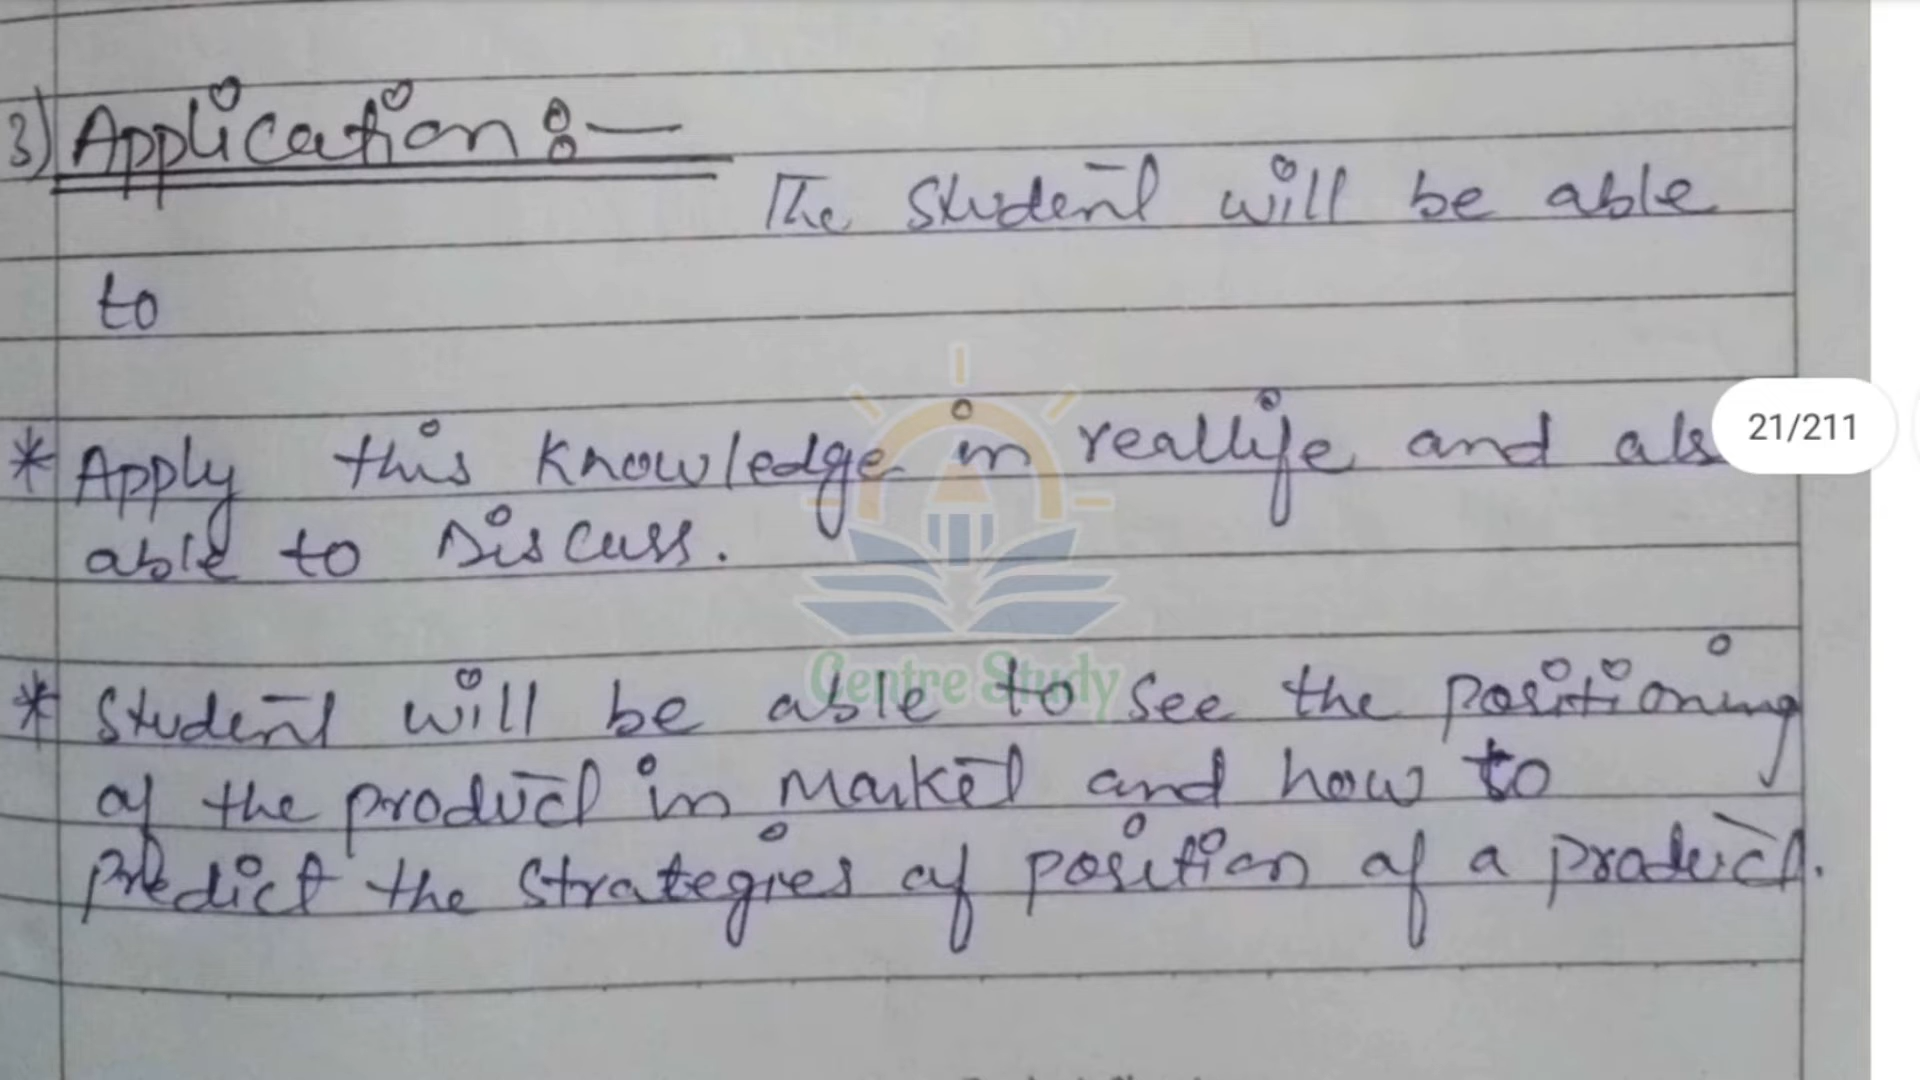 3) Application :-
The student will be able
to
* Apply this knowledge in reallife and als
21/211
able to Discuss.
Centre Study
* Student will be able to see the positioning
of the product in Market and how to
Predict the strategies of position of a product.